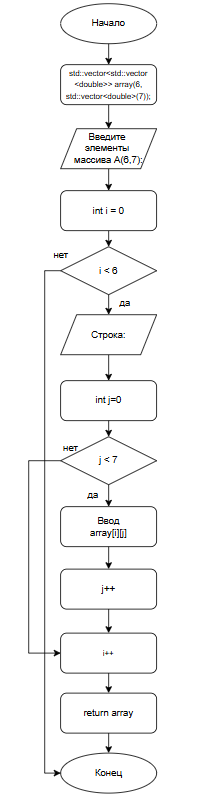 Начало
std::vector<std::vector
<double>> array(6,
std::vector<double>(7));
Введите
элементы
массива A(6,7):
int i = 0
нет
i < 6
да
Строка:
int j=0
нет
j < 7
да
Ввод
array[i][j]
j++
i++
return array
Конец